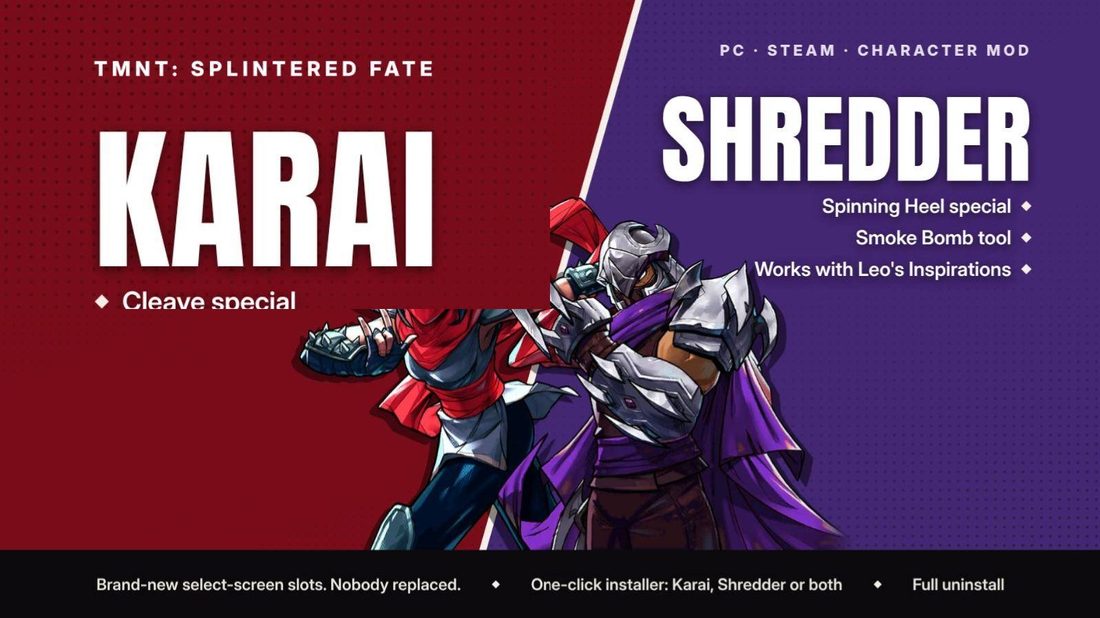 TMNT: SPLINTERED FATE
KARAI
◆ Cleave special
PC · STEAM · CHARACTER MOD
SHREDDER
Spinning Heel special ◆
Smoke Bomb tool ◆
Works with Leo's Inspirations ◆
Brand-new select-screen slots. Nobody replaced. ◆ One-click installer: Karai, Shredder or both ◆ Full uninstall